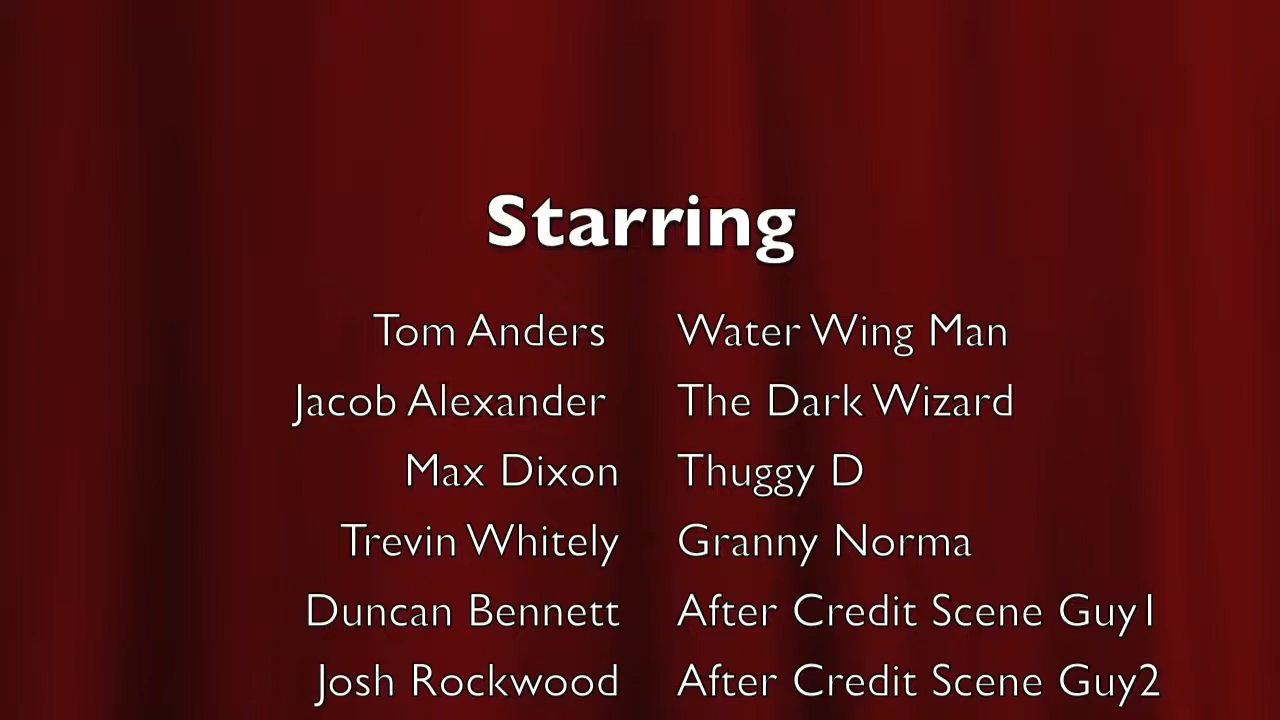 Starring
Tom Anders Water Wing Man
Jacob Alexander The Dark Wizard
Max Dixon Thuggy D
Trevin Whitely Granny Norma
Duncan Bennett After Credit Scene Guy1
Josh Rockwood After Credit Scene Guy2